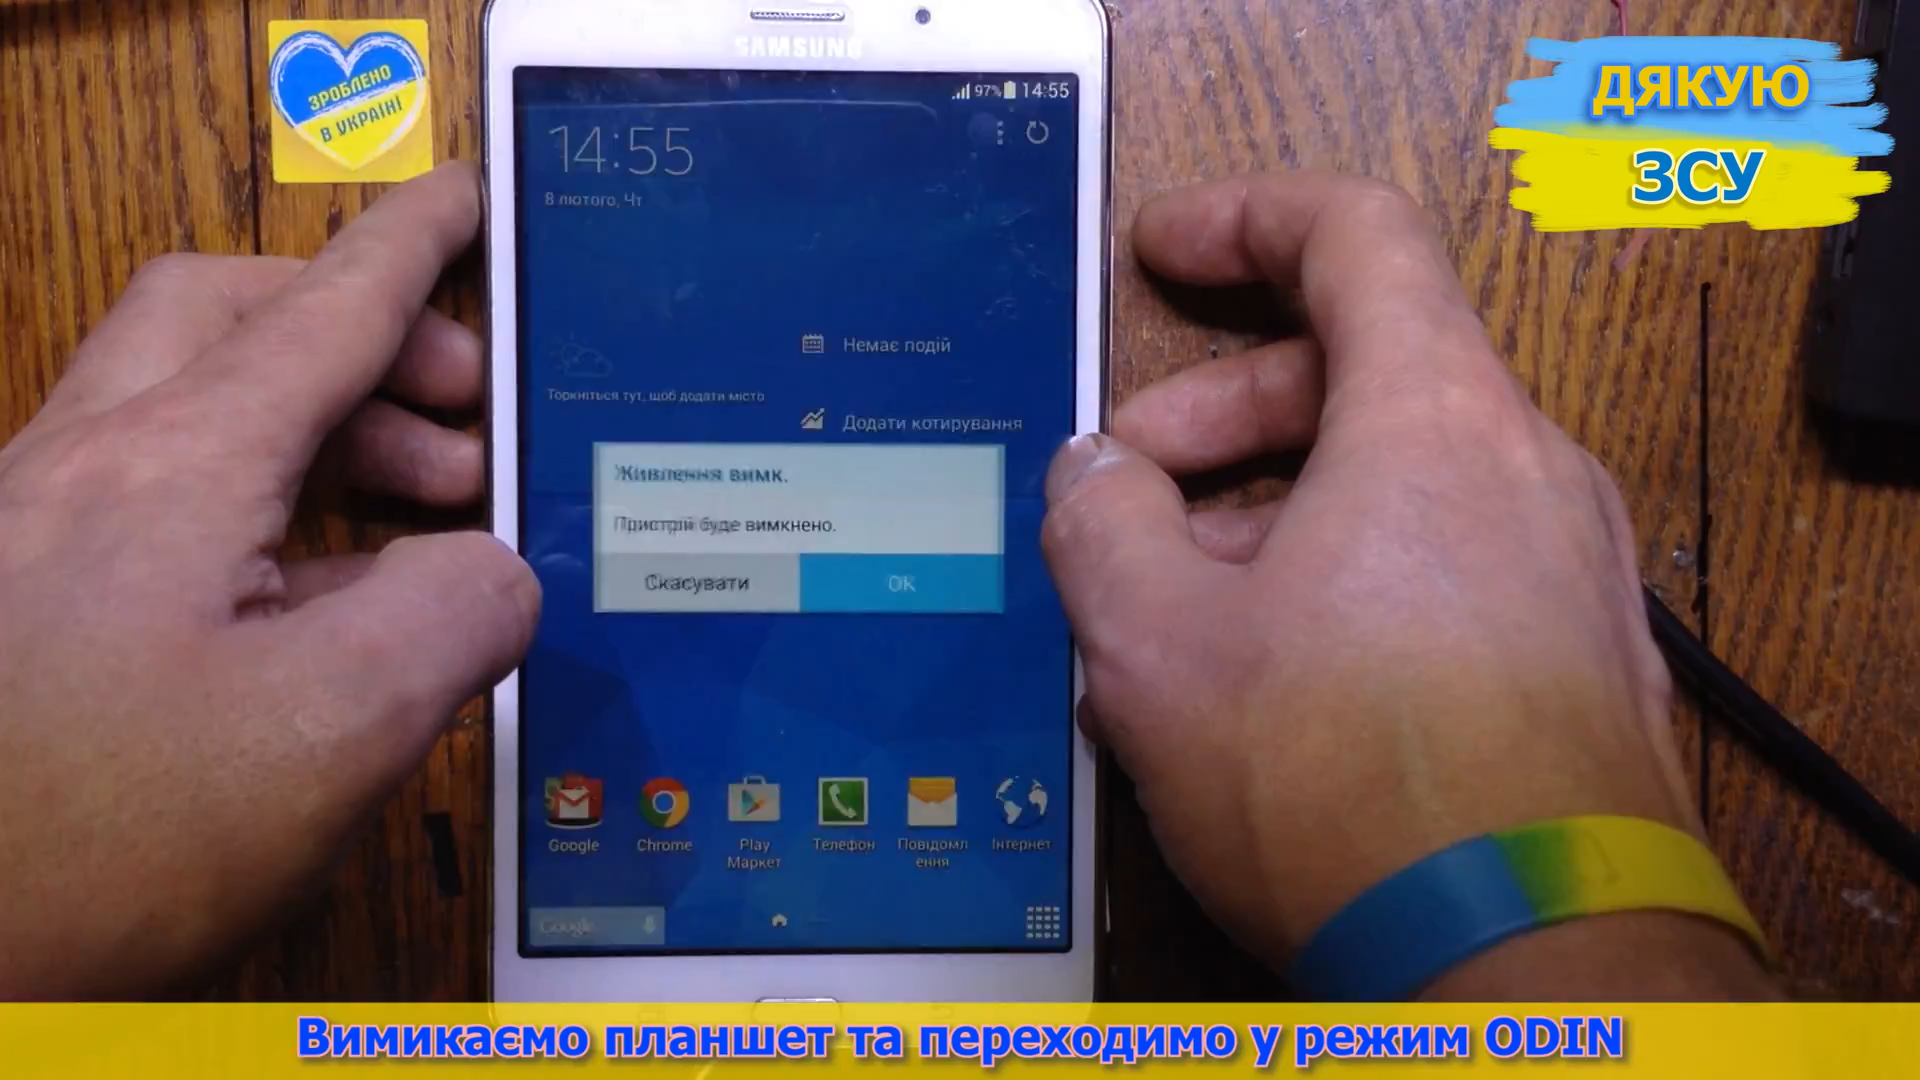 ЗРОБЛЕНО
В УКРАЇНІ
SAMSUNG
ДЯКУЮ
ЗСУ
97% 14:55
14:55
8 лютого, Чт
Немає подій
Торкніться тут, щоб додати місто
Додати котирування
Живлення вимк.
Пристрій буде вимкнено.
Скасувати
OK
Google
Chrome
Play
Маркет
Телефон
Повідомл
ення
Інтернет
Google
Вимикаємо планшет та переходимо у режим ODIN